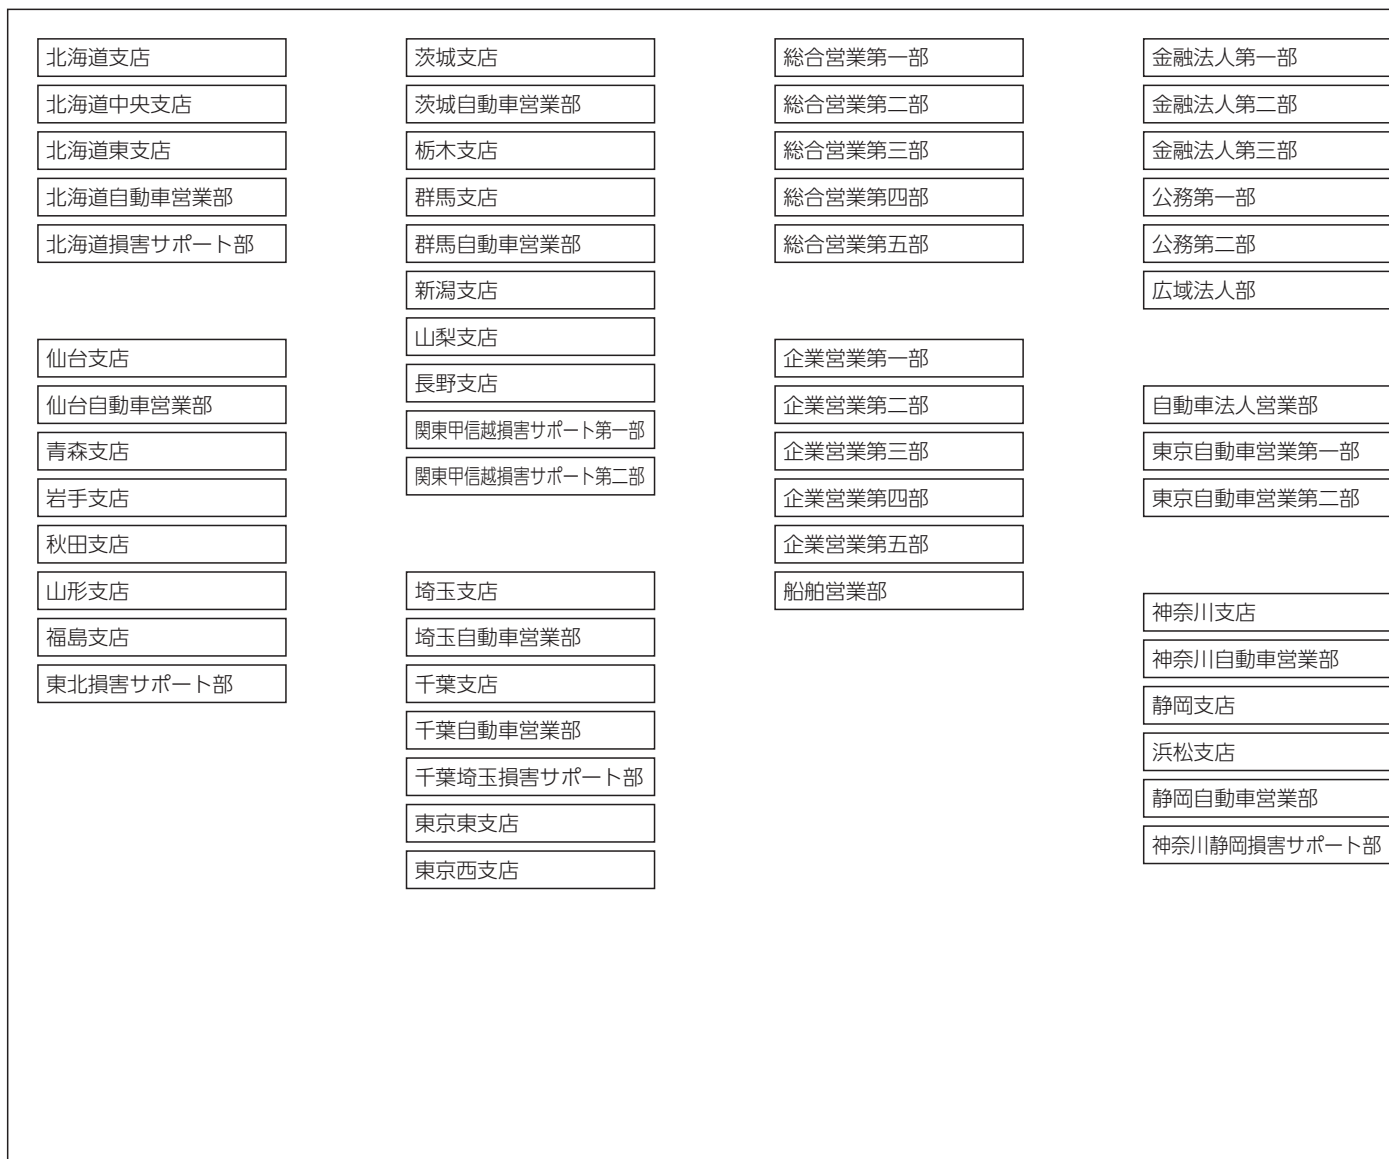 北海道支店
北海道中央支店
北海道東支店
北海道自動車営業部
北海道損害サポート部
仙台支店
仙台自動車営業部
青森支店
岩手支店
秋田支店
山形支店
福島支店
東北損害サポート部
茨城支店
茨城自動車営業部
栃木支店
群馬支店
群馬自動車営業部
新潟支店
山梨支店
長野支店
関東甲信越損害サポート第一部
関東甲信越損害サポート第二部
埼玉支店
埼玉自動車営業部
千葉支店
千葉自動車営業部
千葉埼玉損害サポート部
東京東支店
東京西支店
総合営業第一部
総合営業第二部
総合営業第三部
総合営業第四部
総合営業第五部
企業営業第一部
企業営業第二部
企業営業第三部
企業営業第四部
企業営業第五部
船舶営業部
金融法人第一部
金融法人第二部
金融法人第三部
公務第一部
公務第二部
広域法人部
自動車法人営業部
東京自動車営業第一部
東京自動車営業第二部
神奈川支店
神奈川自動車営業部
静岡支店
浜松支店
静岡自動車営業部
神奈川静岡損害サポート部